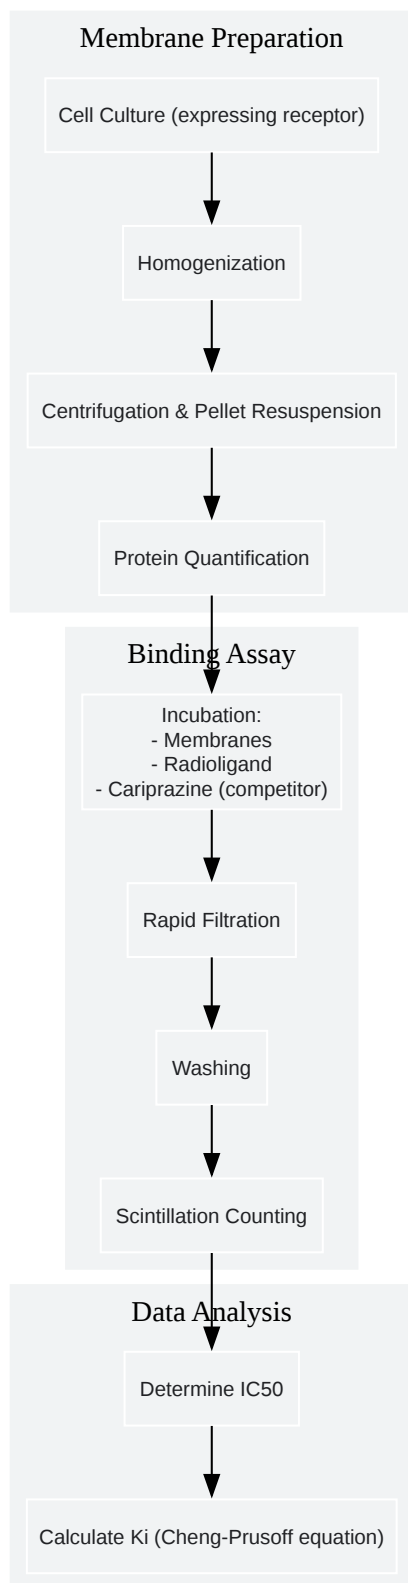 Membrane Preparation
Cell Culture (expressing receptor)
Homogenization
Centrifugation & Pellet Resuspension
Protein Quantification
Binding Assay
Incubation:
- Membranes
- Radioligand
- Cariprazine (competitor)
Rapid Filtration
Washing
Scintillation Counting
Data Analysis
Determine IC50
Calculate Ki (Cheng-Prusoff equation)